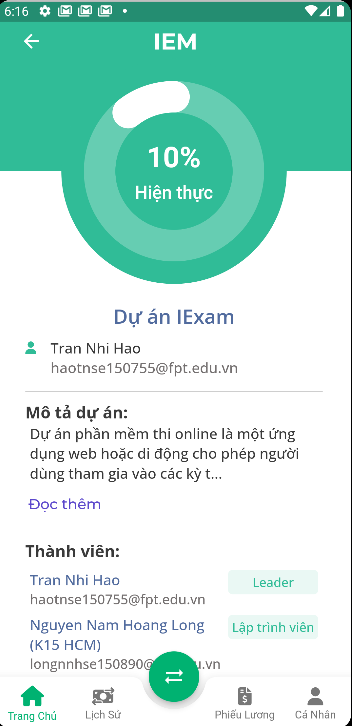 6:16
IEM
10%
Hiện thực
Dự án IExam
Tran Nhi Hao
haotnse150755@fpt.edu.vn
Mô tả dự án:
Dự án phần mềm thi online là một ứng
dụng web hoặc di động cho phép người
dùng tham gia vào các kỳ t...
Đọc thêm
Thành viên:
Tran Nhi Hao
Leader
haotnse150755@fpt.edu.vn
Nguyen Nam Hoang Long
(K15 HCM)
Lập trình viên
longnnhse150890@ u.vn
Trang Chủ
Lịch Sử
Phiếu Lương
Cá Nhân